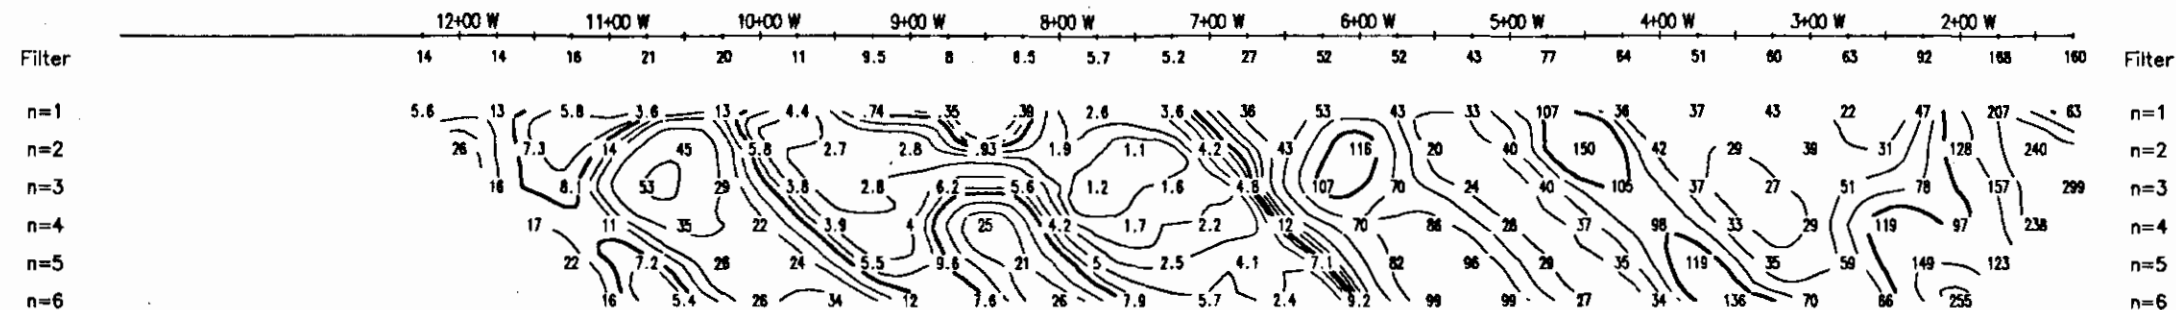 12+00 W 11+00 W 10+00 W 9+00 W 8+00 W 7+00 W 6+00 W 5+00 W 4+00 W 3+00 W 2+00 W
Filter 14 14 16 21 20 11 9.5 8 8.5 5.7 5.2 27 52 52 43 77 64 51 60 63 92 168 160 Filter
n=1 5.6 13 5.8 3.6 13 4.4 .74 .35 .39 2.6 3.6 36 53 43 33 107 36 37 43 22 47 207 63 n=1
n=2 26 7.3 14 45 5.8 2.7 2.8 .93 1.9 1.1 4.2 43 116 20 40 150 42 29 39 31 128 240 n=2
n=3 16 8.1 53 29 3.8 2.8 6.2 5.6 1.2 1.6 4.8 107 70 24 40 105 37 27 51 78 157 299 n=3
n=4 17 11 35 22 3.9 4 25 4.2 1.7 2.2 12 70 86 28 37 98 33 29 119 97 238 n=4
n=5 22 7.2 28 24 5.5 9.6 21 5 2.5 4.1 7.1 82 96 29 35 119 35 59 149 123 n=5
n=6 16 5.4 26 34 12 7.6 26 7.9 5.7 2.4 9.2 99 99 27 34 136 70 86 255 n=6